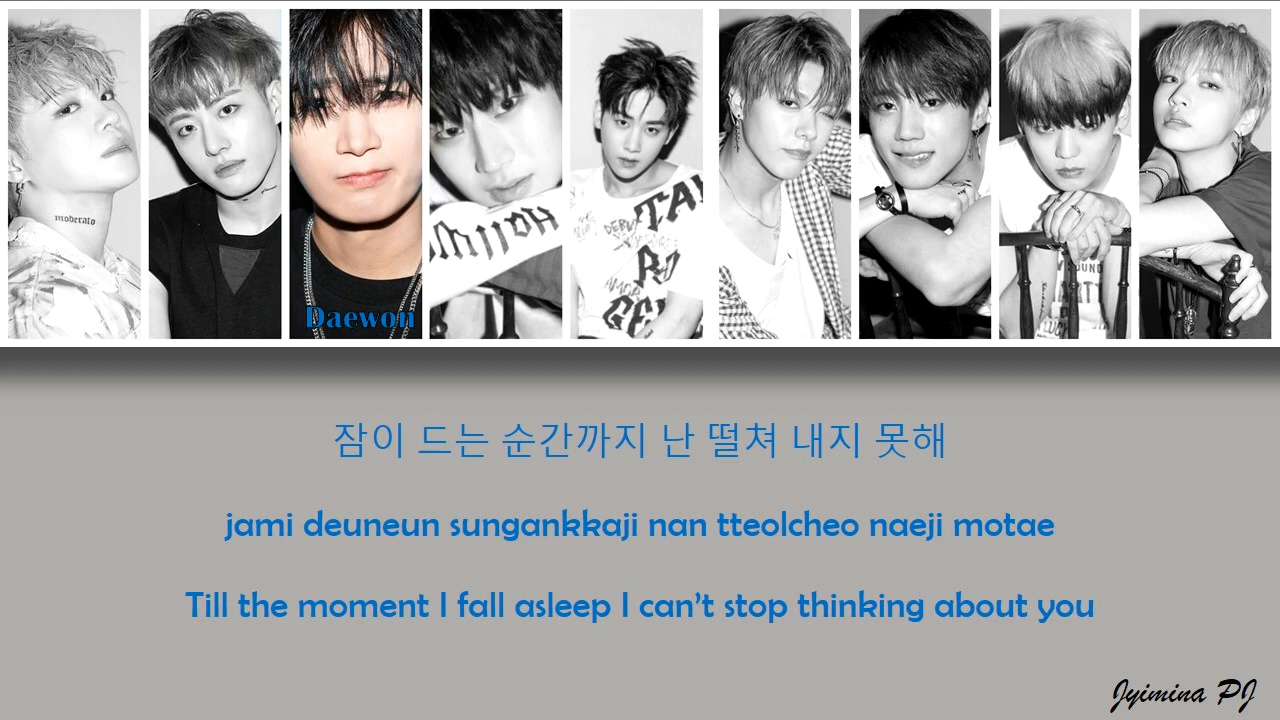 moderato
Daewon
잠이 드는 순간까지 난 떨쳐 내지 못해
jami deuneun sungankkaji nan tteolcheo naeji motae
Till the moment I fall asleep I can't stop thinking about you
Jyimina PJ